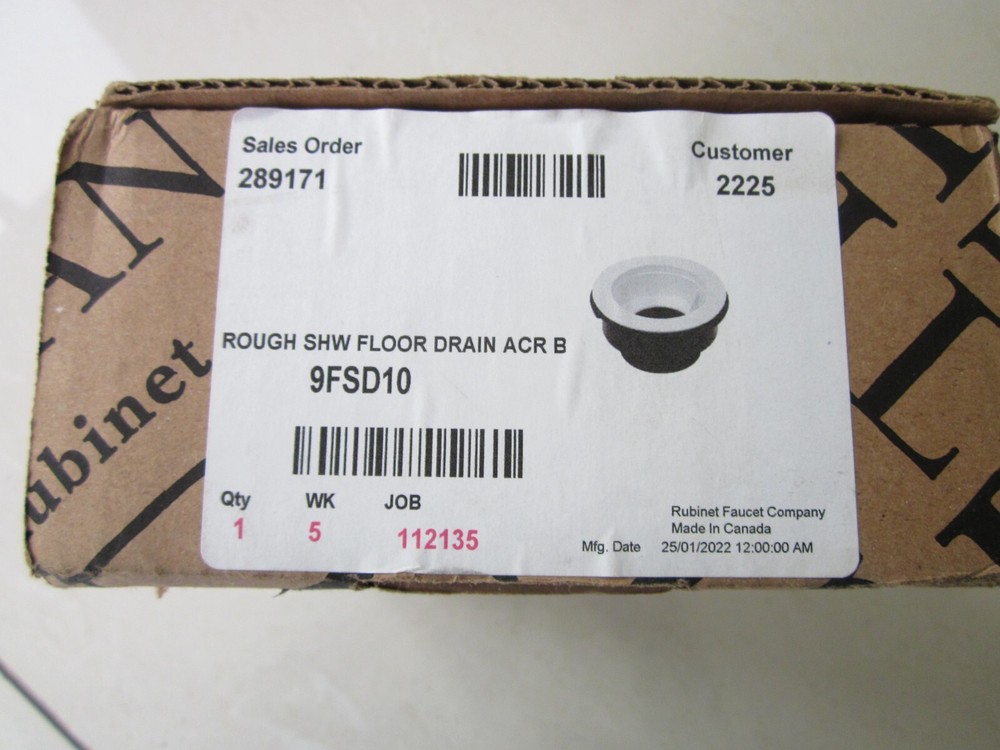 Sales Order
289171
Customer
2225
ROUGH SHW FLOOR DRAIN ACR B
9FSD10
Qty WK JOB
1 5 112135
Rubinet Faucet Company
Made In Canada
Mfg. Date 25/01/2022 12:00:00 AM
ubinet